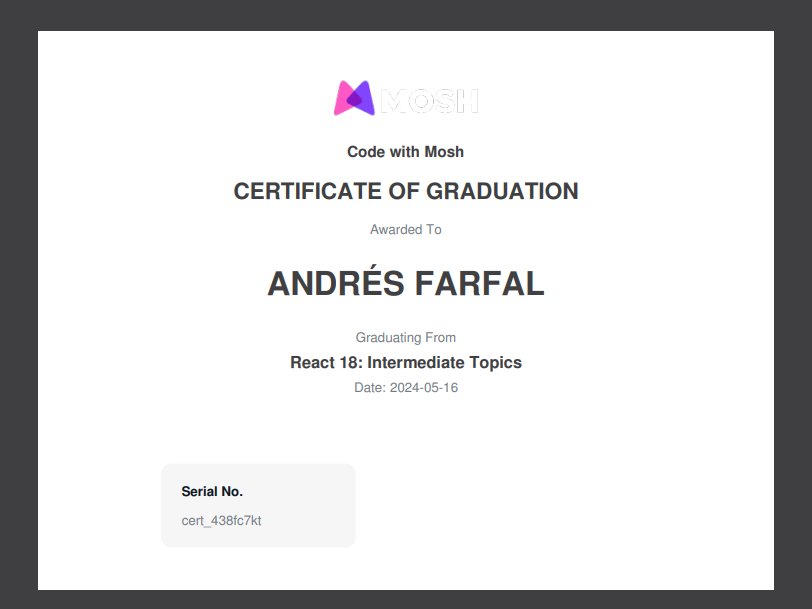 MOSH
Code with Mosh
CERTIFICATE OF GRADUATION
Awarded To
ANDRÉS FARFAL
Graduating From
React 18: Intermediate Topics
Date: 2024-05-16
Serial No.
cert_438fc7kt